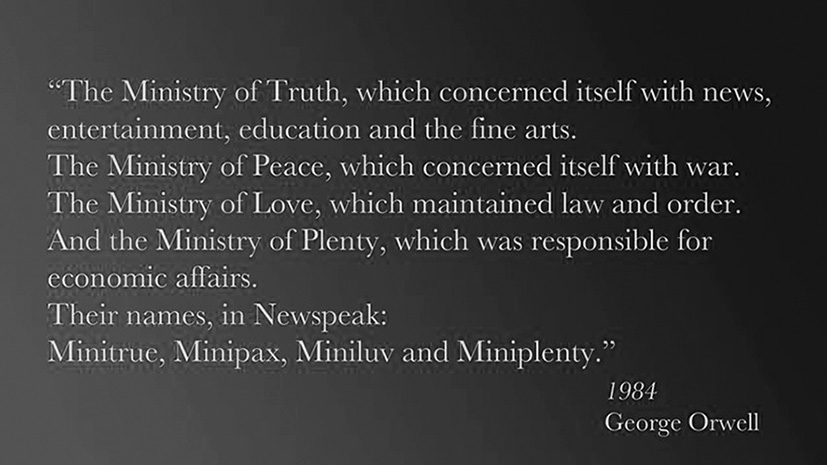 “The Ministry of Truth, which concerned itself with news,
entertainment, education and the fine arts.
The Ministry of Peace, which concerned itself with war.
The Ministry of Love, which maintained law and order.
And the Ministry of Plenty, which was responsible for
economic affairs.
Their names, in Newspeak:
Minitrue, Minipax, Miniluv and Miniplenty.”
1984
George Orwell